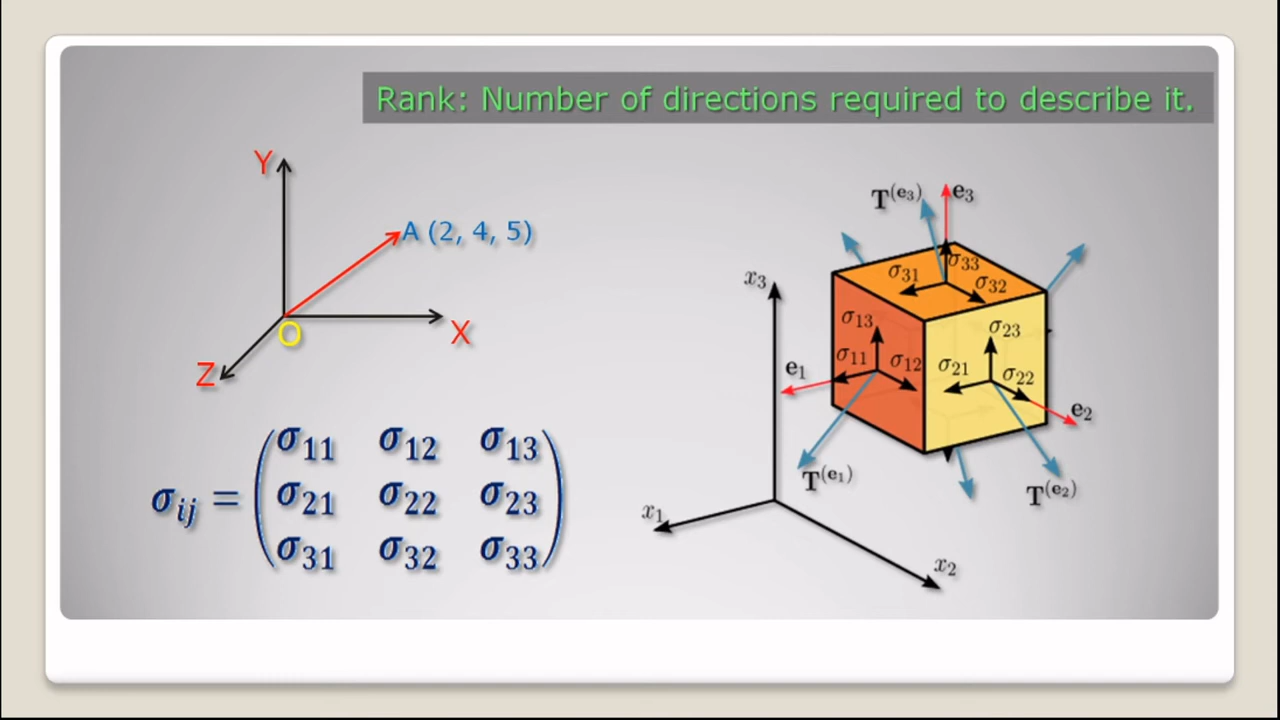 Rank: Number of directions required to describe it.
Y
A (2, 4, 5)
O
X
Z
σij = (σ11 σ12 σ13
σ21 σ22 σ23
σ31 σ32 σ33)
T(e3)
e3
x3
σ31
σ33
σ32
σ13
σ23
e1
σ11
σ12
σ21
σ22
e2
T(e1)
T(e2)
x1
x2